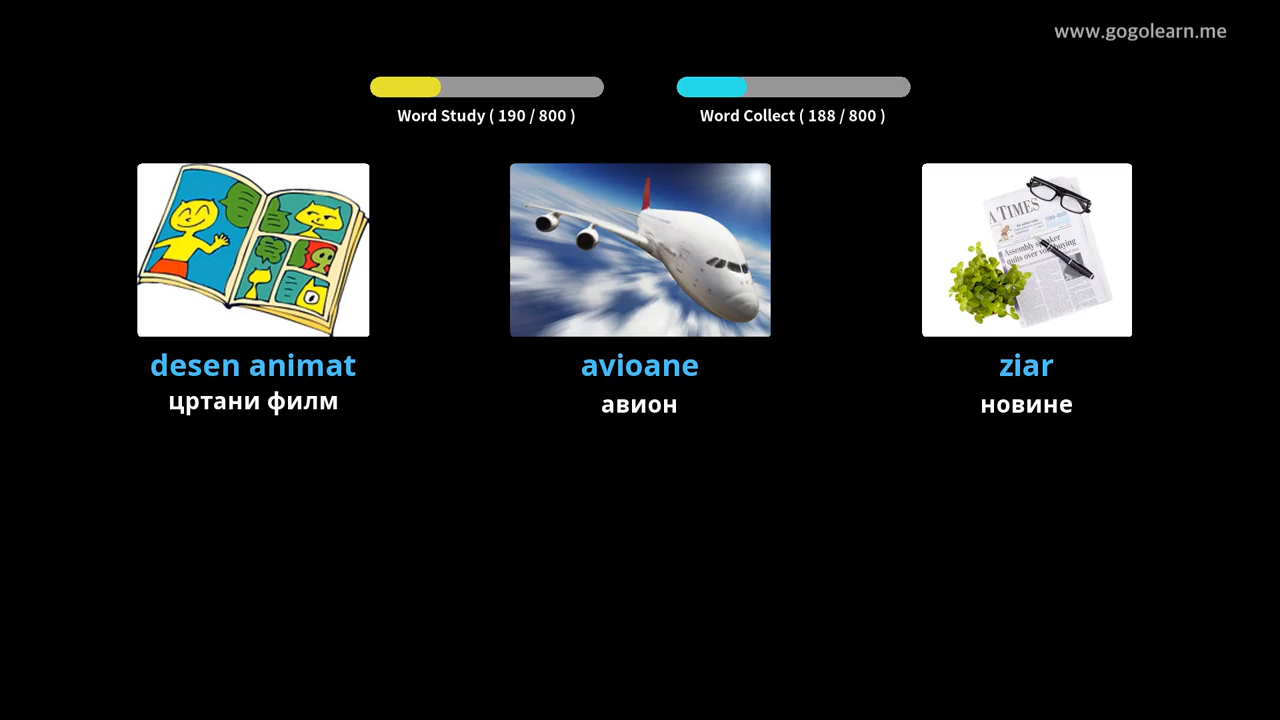 www.gogolearn.me
Word Study ( 190 / 800 )
Word Collect ( 188 / 800 )
A TIMES
desen animat
avioane
ziar
цртани филм
авион
новине